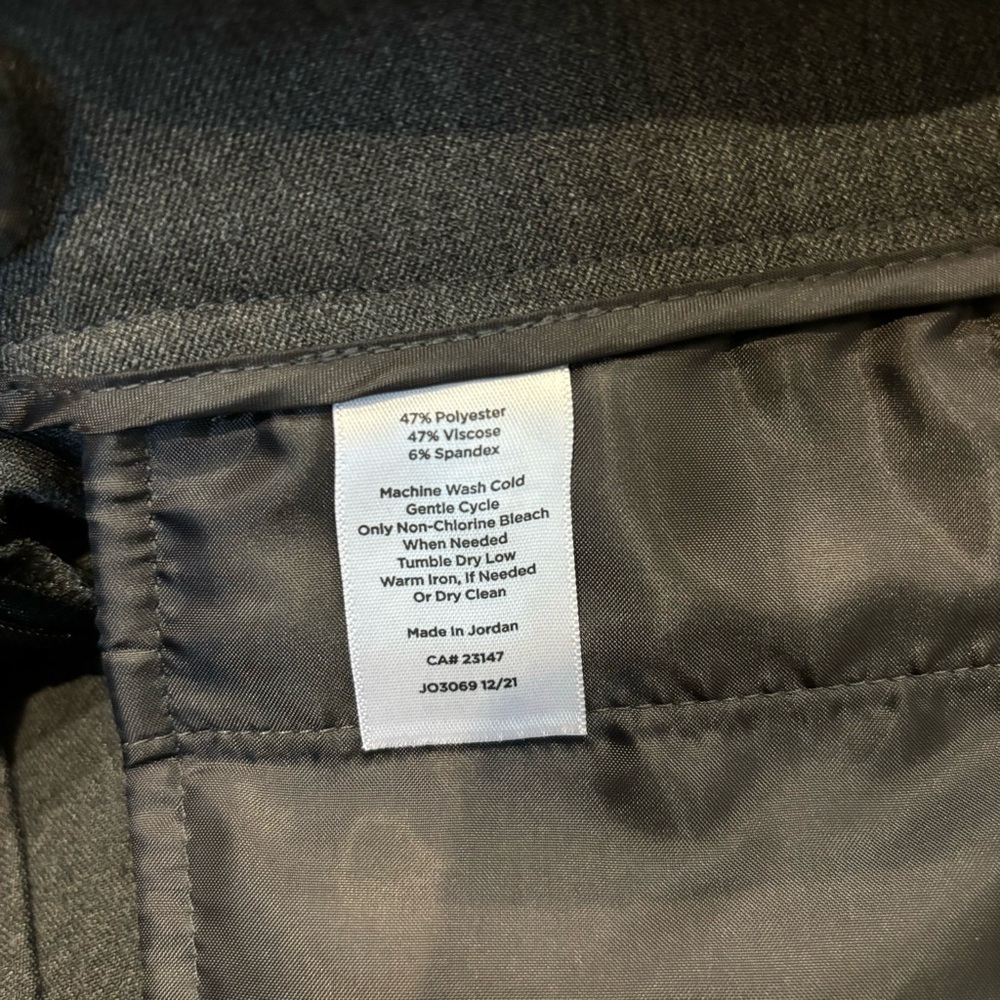 47% Polyester
47% Viscose
6% Spandex
Machine Wash Cold
Gentle Cycle
Only Non-Chlorine Bleach
When Needed
Tumble Dry Low
Warm Iron, If Needed
Or Dry Clean
Made In Jordan
CA# 23147
JO3069 12/21